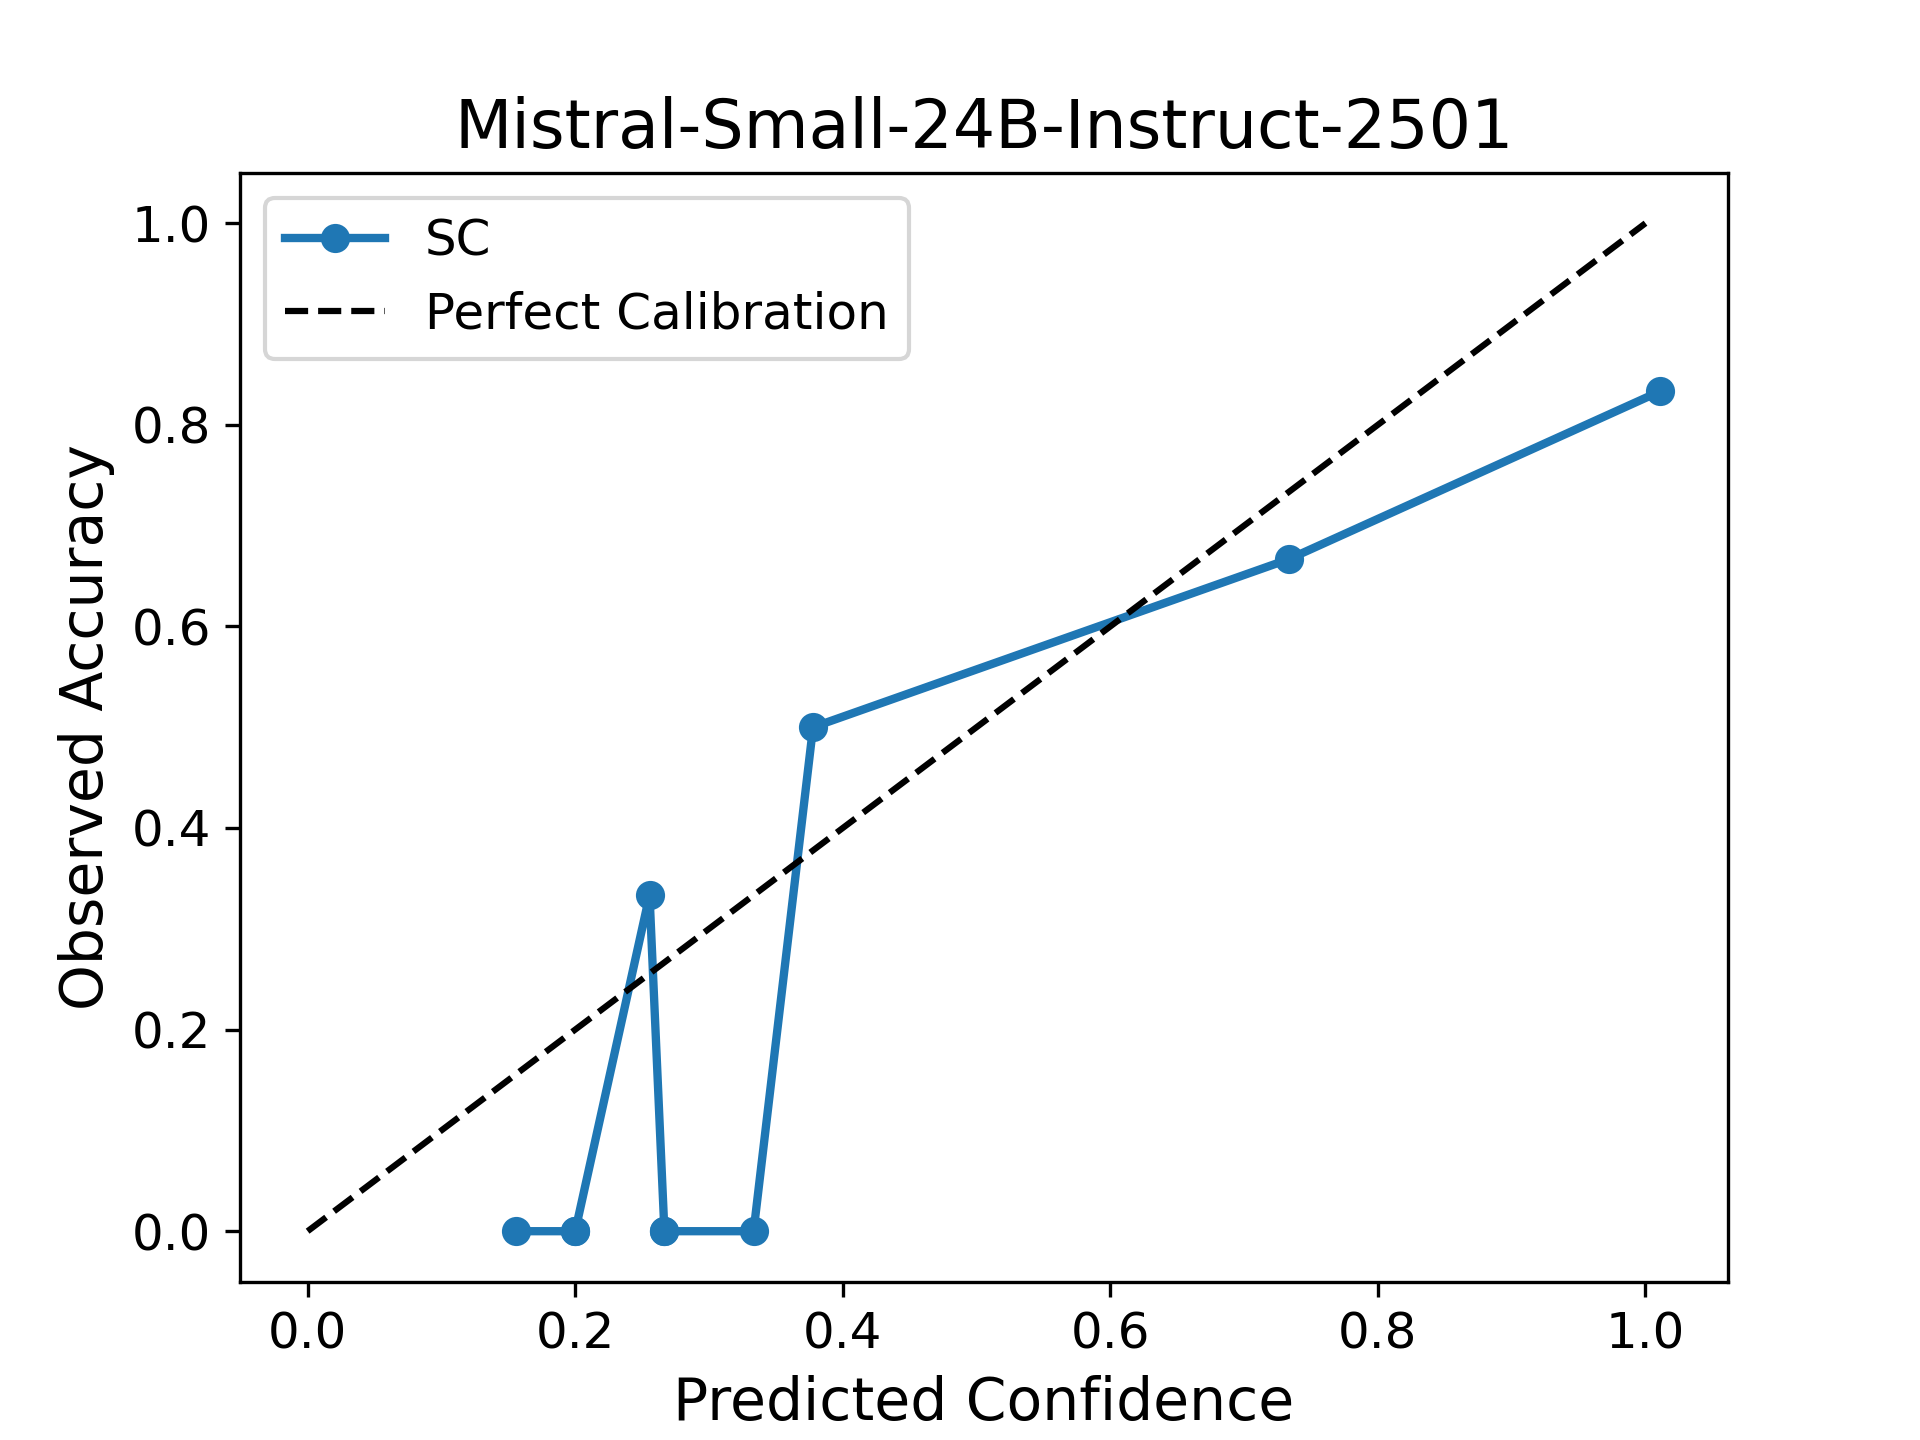 Mistral-Small-24B-Instruct-2501
SC
Perfect Calibration
1.0
0.8
0.6
0.4
0.2
0.0
Observed Accuracy
0.0 0.2 0.4 0.6 0.8 1.0
Predicted Confidence